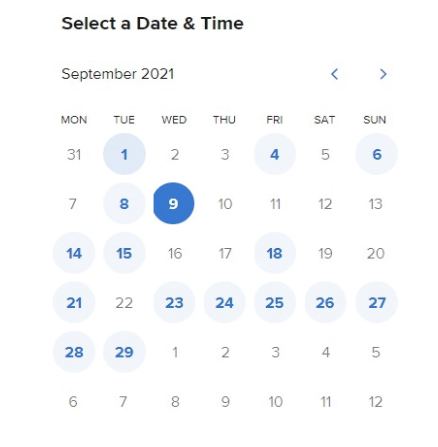 Select a Date & Time
September 2021
MON TUE WED THU FRI SAT SUN
31 1 2 3 4 5 6
7 8 9 10 11 12 13
14 15 16 17 18 19 20
21 22 23 24 25 26 27
28 29 1 2 3 4 5
6 7 8 9 10 11 12